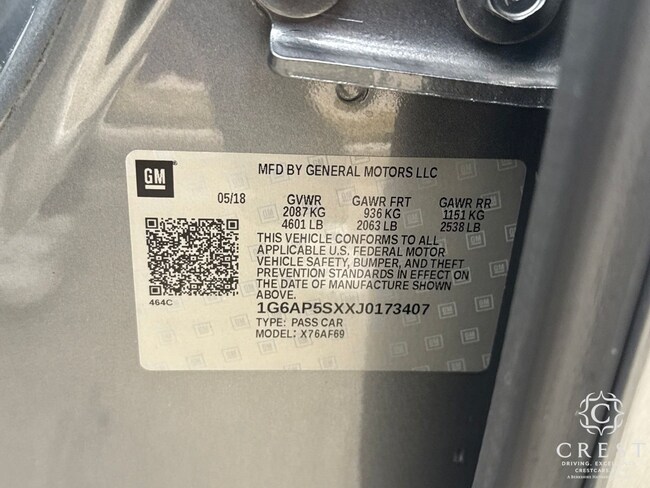 GM
MFD BY GENERAL MOTORS LLC
05/18 GVWR GAWR FRT GAWR RR
2087 KG 936 KG 1151 KG
4601 LB 2063 LB 2538 LB
THIS VEHICLE CONFORMS TO ALL
APPLICABLE U.S. FEDERAL MOTOR
VEHICLE SAFETY, BUMPER, AND THEFT
PREVENTION STANDARDS IN EFFECT ON
THE DATE OF MANUFACTURE SHOWN
ABOVE.
464C
1G6AP5SXXJ0173407
TYPE: PASS CAR
MODEL: X76AF69
C
CREST
DRIVING.
CRESTCARS.